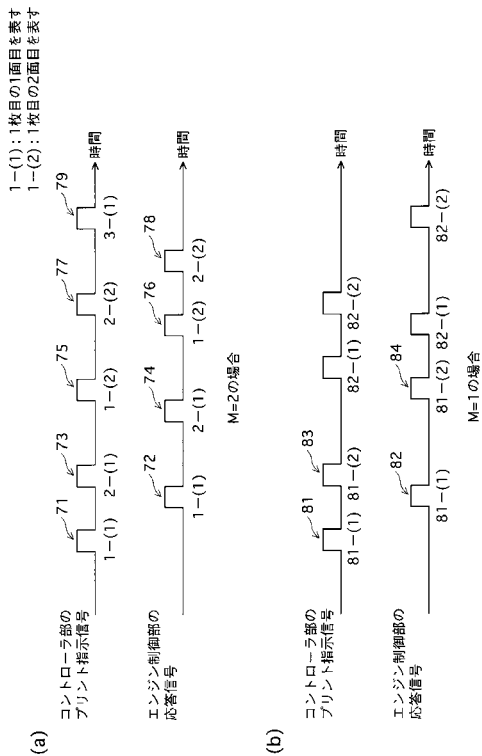 1−(1)：1枚目の1面目を表す
1−(2)：1枚目の2面目を表す
(a)
コントローラ部の
プリント指示信号
71
73
75
77
79
時間
1−(1)
2−(1)
1−(2)
2−(2)
3−(1)
エンジン制御部の
応答信号
72
74
76
78
時間
1−(1)
2−(1)
1−(2)
2−(2)
M=2の場合
(b)
コントローラ部の
プリント指示信号
81
83
時間
81−(1)
81−(2)
82−(1)
82−(2)
エンジン制御部の
応答信号
82
84
時間
81−(1)
81−(2)
82−(1)
82−(2)
M=1の場合